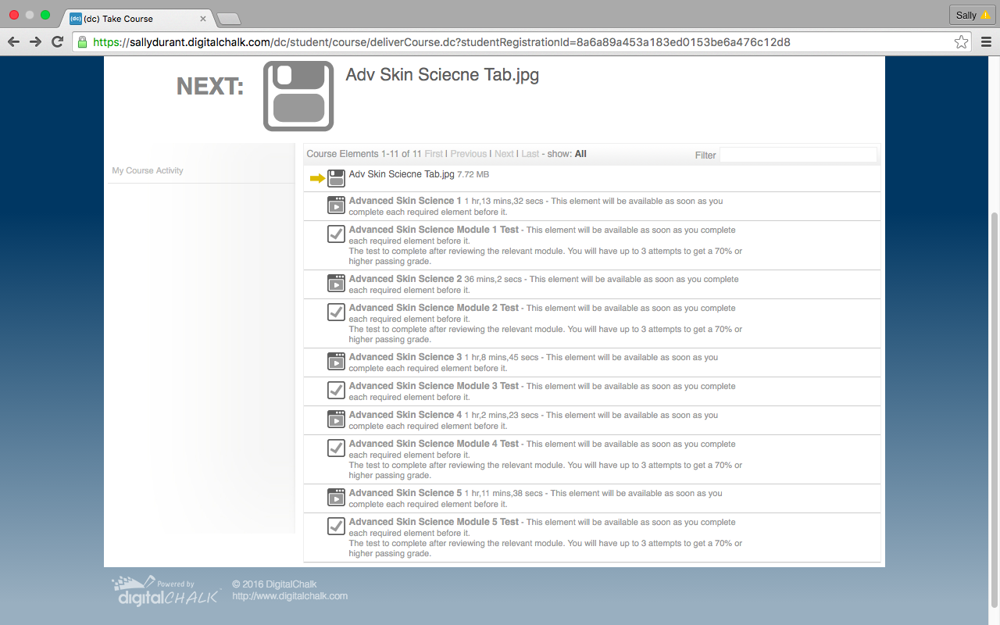 (dc) Take Course
Sally
https://sallydurant.digitalchalk.com/dc/student/course/deliverCourse.dc?studentRegistrationId=8a6a89a453a183ed0153be6a476c12d8
NEXT:
Adv Skin Sciecne Tab.jpg
My Course Activity
Course Elements 1-11 of 11 First | Previous | Next | Last - show: All
Filter
Adv Skin Sciecne Tab.jpg 7.72 MB
Advanced Skin Science 1 1 hr,13 mins,32 secs - This element will be available as soon as you
complete each required element before it.
Advanced Skin Science Module 1 Test - This element will be available as soon as you complete
each required element before it.
The test to complete after reviewing the relevant module. You will have up to 3 attempts to get a 70% or
higher passing grade.
Advanced Skin Science 2 36 mins,2 secs - This element will be available as soon as you complete
each required element before it.
Advanced Skin Science Module 2 Test - This element will be available as soon as you complete
each required element before it.
The test to complete after reviewing the relevant module. You will have up to 3 attempts to get a 70% or
higher passing grade.
Advanced Skin Science 3 1 hr,8 mins,45 secs - This element will be available as soon as you
complete each required element before it.
Advanced Skin Science Module 3 Test - This element will be available as soon as you complete
each required element before it.
Advanced Skin Science 4 1 hr,2 mins,23 secs - This element will be available as soon as you
complete each required element before it.
Advanced Skin Science Module 4 Test - This element will be available as soon as you complete
each required element before it.
The test to complete after reviewing the relevant module. You will have up to 3 attempts to get a 70% or
higher passing grade.
Advanced Skin Science 5 1 hr,11 mins,38 secs - This element will be available as soon as you
complete each required element before it.
Advanced Skin Science Module 5 Test - This element will be available as soon as you complete
each required element before it.
The test to complete after reviewing the relevant module. You will have up to 3 attempts to get a 70% or
higher passing grade.
Powered by
digitalCHALK
© 2016 DigitalChalk
http://www.digitalchalk.com